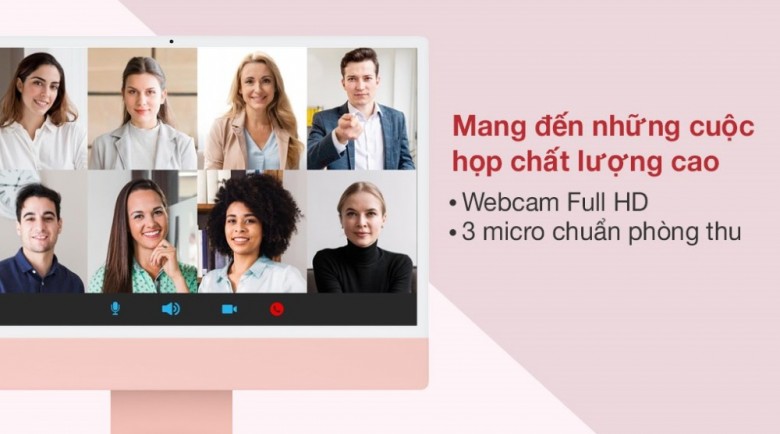 Mang đến những cuộc
họp chất lượng cao
• Webcam Full HD
• 3 micro chuẩn phòng thu